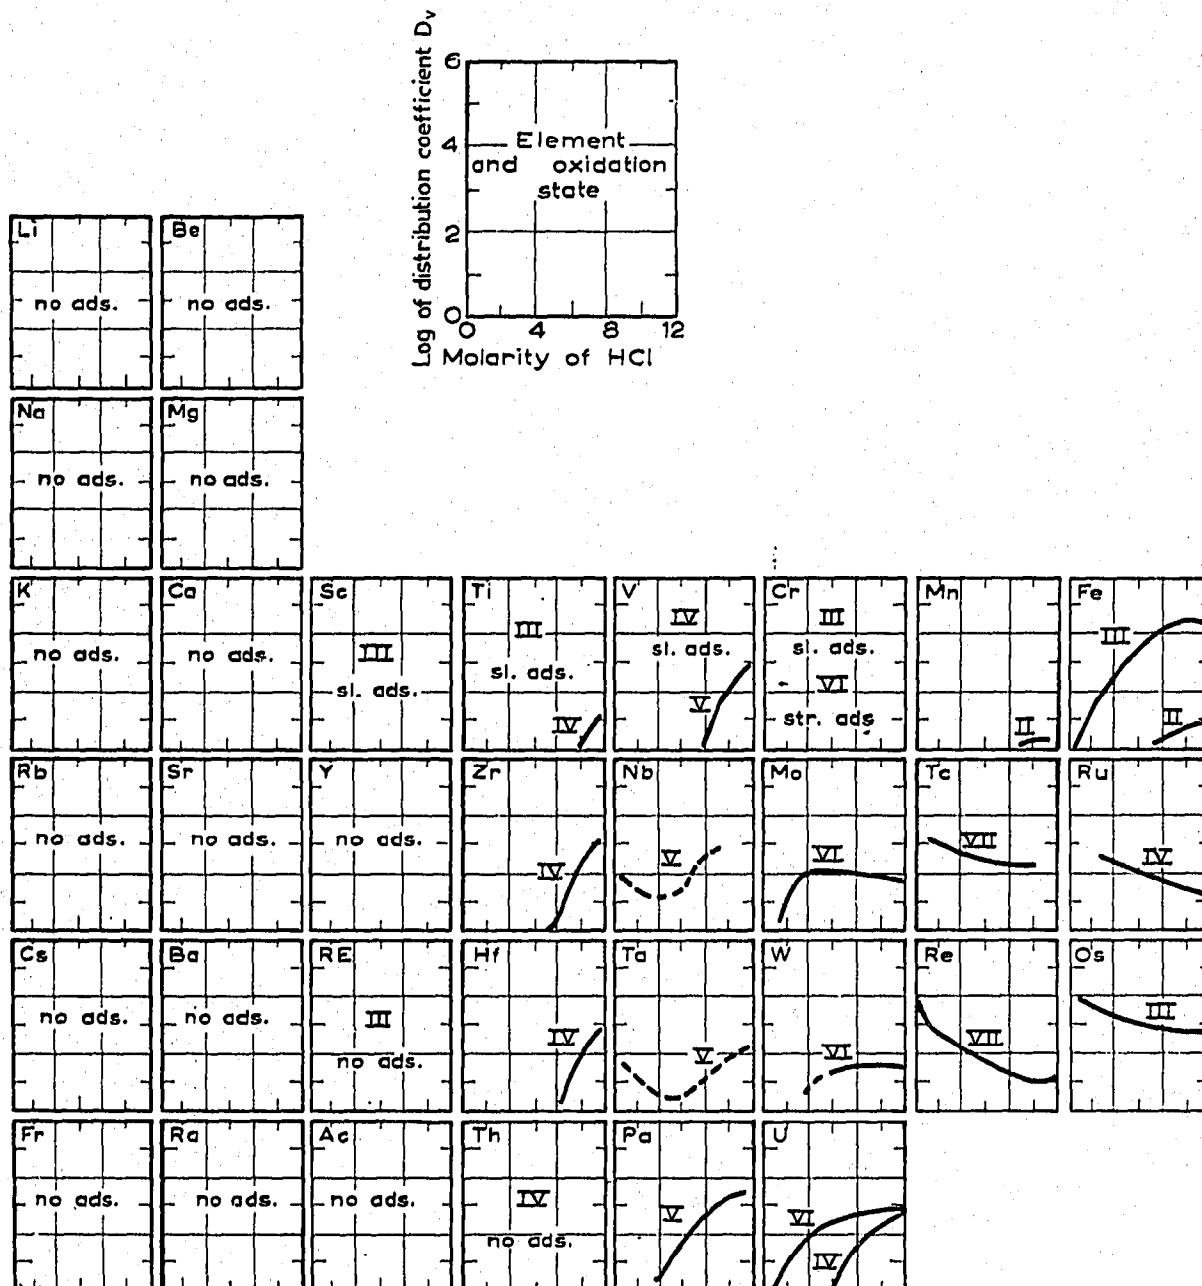 Log of distribution coefficient Dv
6
4
2
0
Element
and oxidation
state
0 4 8 12
Molarity of HCl
Li
no ads.
Be
no ads.
Na
no ads.
Mg
no ads.
K
no ads.
Ca
no ads.
Sc
III
sl. ads.
Ti
III
sl. ads.
IV
V
IV
sl. ads.
V
Cr
III
sl. ads.
VI
str. ads
Mn
II
Fe
III
II
Rb
no ads.
Sr
no ads.
Y
no ads.
Zr
IV
Nb
V
Mo
VI
Tc
VII
Ru
IV
Cs
no ads.
Ba
no ads.
RE
III
no ads.
Hf
IV
Ta
V
W
VI
Re
VII
Os
III
Fr
no ads.
Ra
no ads.
Ac
no ads.
Th
IV
no ads.
Pa
V
U
VI
IV